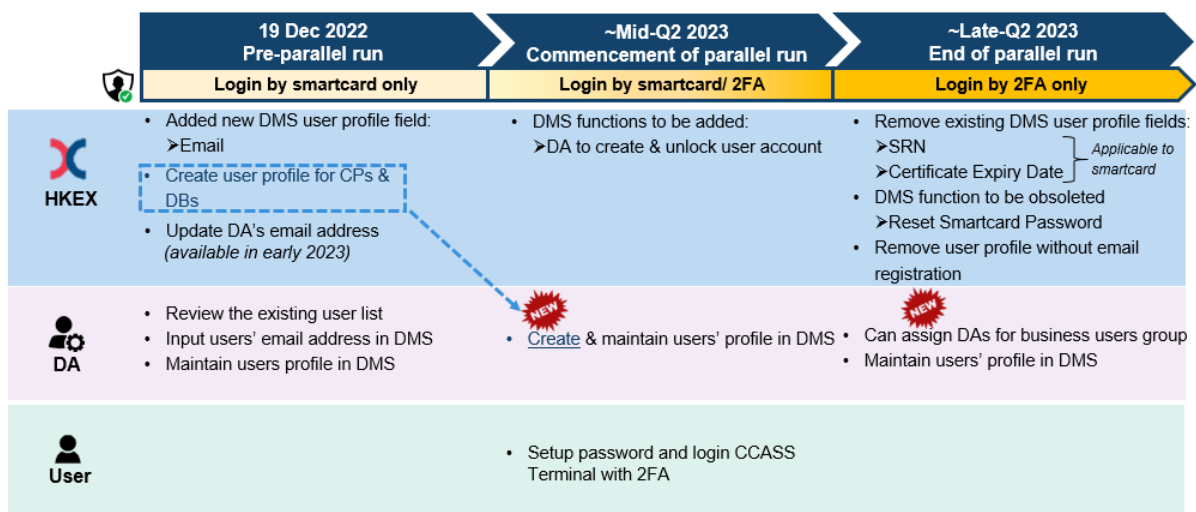 19 Dec 2022
Pre-parallel run
~Mid-Q2 2023
Commencement of parallel run
~Late-Q2 2023
End of parallel run
Login by smartcard only
Login by smartcard/ 2FA
Login by 2FA only
HKEX
• Added new DMS user profile field:
➤Email
• Create user profile for CPs &
DBs
• Update DA's email address
(available in early 2023)
• DMS functions to be added:
➤DA to create & unlock user account
• Remove existing DMS user profile fields:
➤SRN
➤Certificate Expiry Date
Applicable to
smartcard
• DMS function to be obsoleted
➤Reset Smartcard Password
• Remove user profile without email
registration
DA
• Review the existing user list
• Input users' email address in DMS
• Maintain users profile in DMS
NEW
• Create & maintain users' profile in DMS
NEW
• Can assign DAs for business users group
• Maintain users' profile in DMS
User
• Setup password and login CCASS
Terminal with 2FA